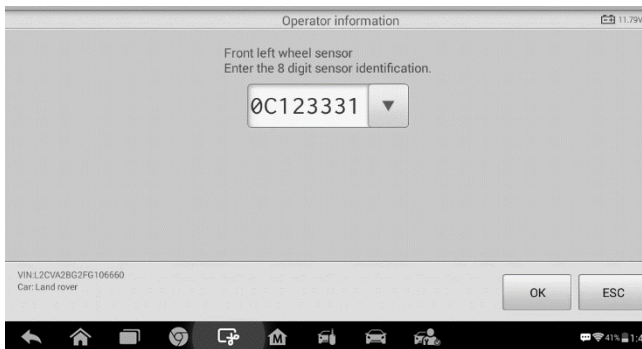 Operator information
11.79V
Front left wheel sensor
Enter the 8 digit sensor identification.
0C123331
VIN:L2CVA2BG2FG106660
Car: Land rover
OK
ESC
M
41%